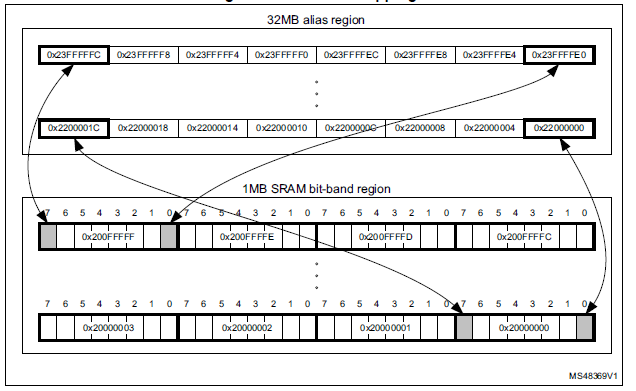 32MB alias region
0x23FFFFFC 0x23FFFFF8 0x23FFFFF4 0x23FFFFF0 0x23FFFFEC 0x23FFFFE8 0x23FFFFE4 0x23FFFFE0
0x2200001C 0x22000018 0x22000014 0x22000010 0x2200000C 0x22000008 0x22000004 0x22000000
1MB SRAM bit-band region
7 6 5 4 3 2 1 0 7 6 5 4 3 2 1 0 7 6 5 4 3 2 1 0 7 6 5 4 3 2 1 0
0x200FFFFF 0x200FFFFE 0x200FFFFD 0x200FFFFC
7 6 5 4 3 2 1 0 7 6 5 4 3 2 1 0 7 6 5 4 3 2 1 0 7 6 5 4 3 2 1 0
0x20000003 0x20000002 0x20000001 0x20000000
MS48369V1